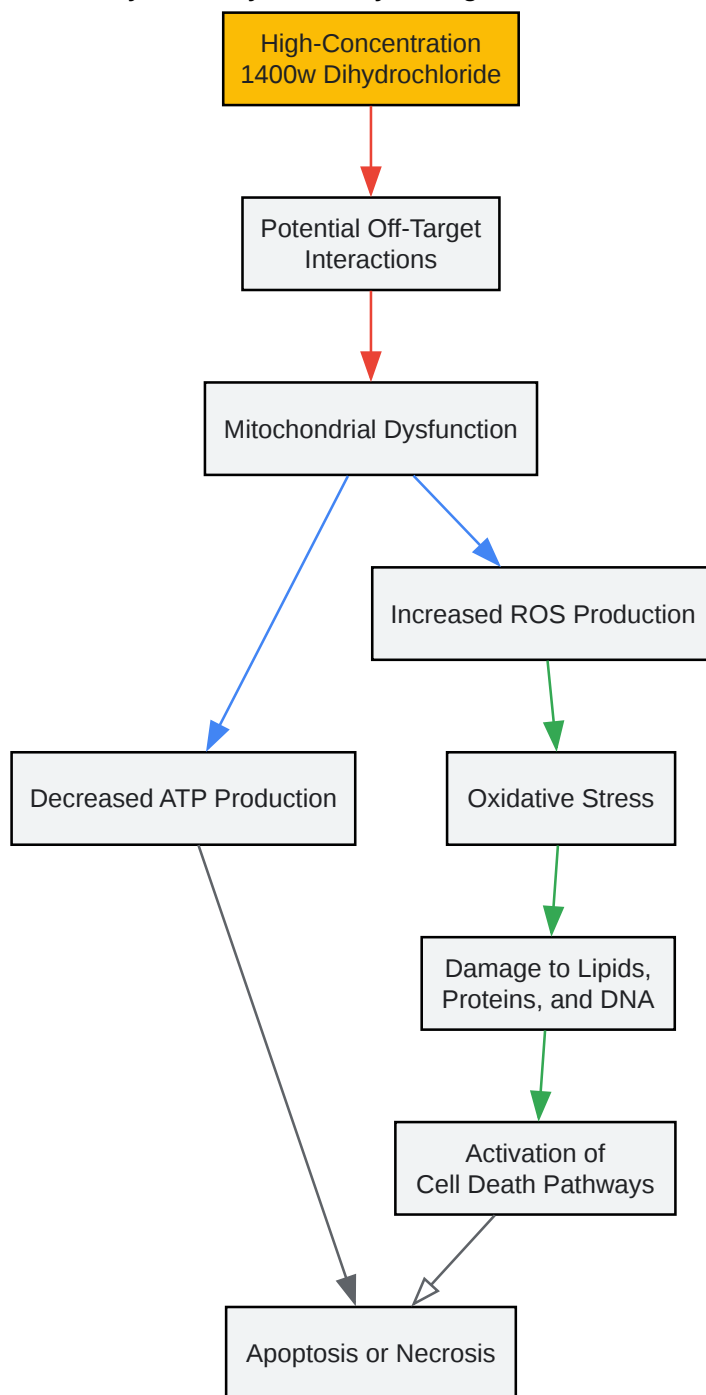 High-Concentration
1400w Dihydrochloride
Potential Off-Target
Interactions
Mitochondrial Dysfunction
Increased ROS Production
Decreased ATP Production
Oxidative Stress
Damage to Lipids,
Proteins, and DNA
Activation of
Cell Death Pathways
Apoptosis or Necrosis